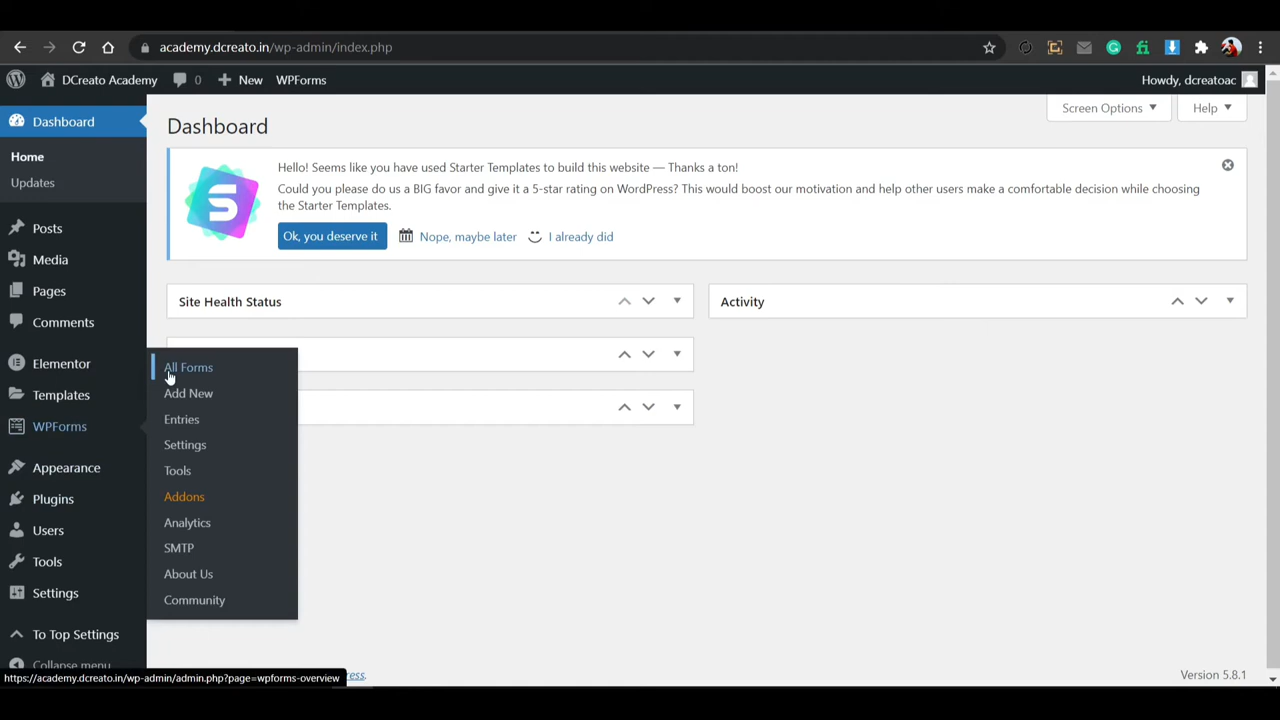 academy.dcreato.in/wp-admin/index.php
DCreato Academy 0 New WPForms Howdy, dcreatoac
Dashboard
Home
Updates
Posts
Media
Pages
Comments
Elementor
Templates
WPForms
Appearance
Plugins
Users
Tools
Settings
To Top Settings
Collapse menu
All Forms
Add New
Entries
Settings
Tools
Addons
Analytics
SMTP
About Us
Community
Screen Options Help
Dashboard
Hello! Seems like you have used Starter Templates to build this website — Thanks a ton!
Could you please do us a BIG favor and give it a 5-star rating on WordPress? This would boost our motivation and help other users make a comfortable decision while choosing
the Starter Templates.
Ok, you deserve it Nope, maybe later I already did
Site Health Status Activity
https://academy.dcreato.in/wp-admin/admin.php?page=wpforms-overview
Version 5.8.1